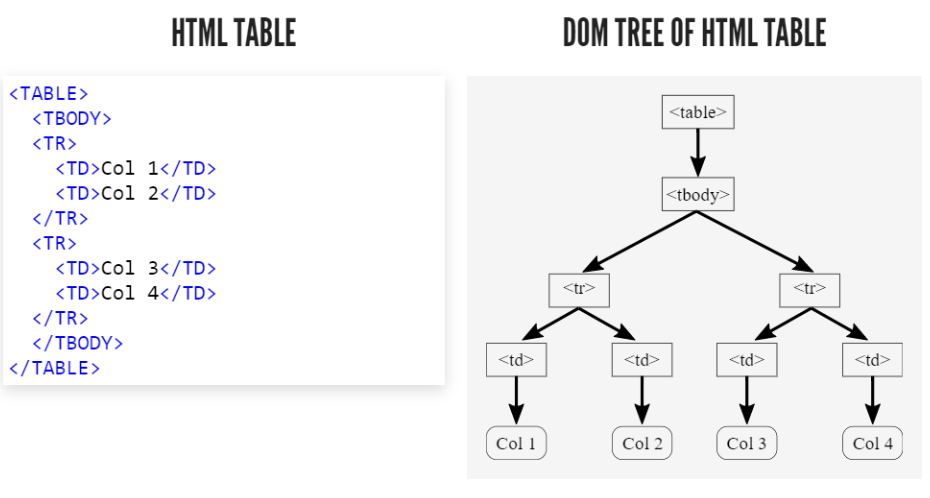 HTML TABLE
<TABLE>
  <TBODY>
  <TR>
    <TD>Col 1</TD>
    <TD>Col 2</TD>
  </TR>
  <TR>
    <TD>Col 3</TD>
    <TD>Col 4</TD>
  </TR>
  </TBODY>
</TABLE>
DOM TREE OF HTML TABLE
<table>
<tbody>
<tr> <tr>
<td> <td> <td> <td>
Col 1 Col 2 Col 3 Col 4